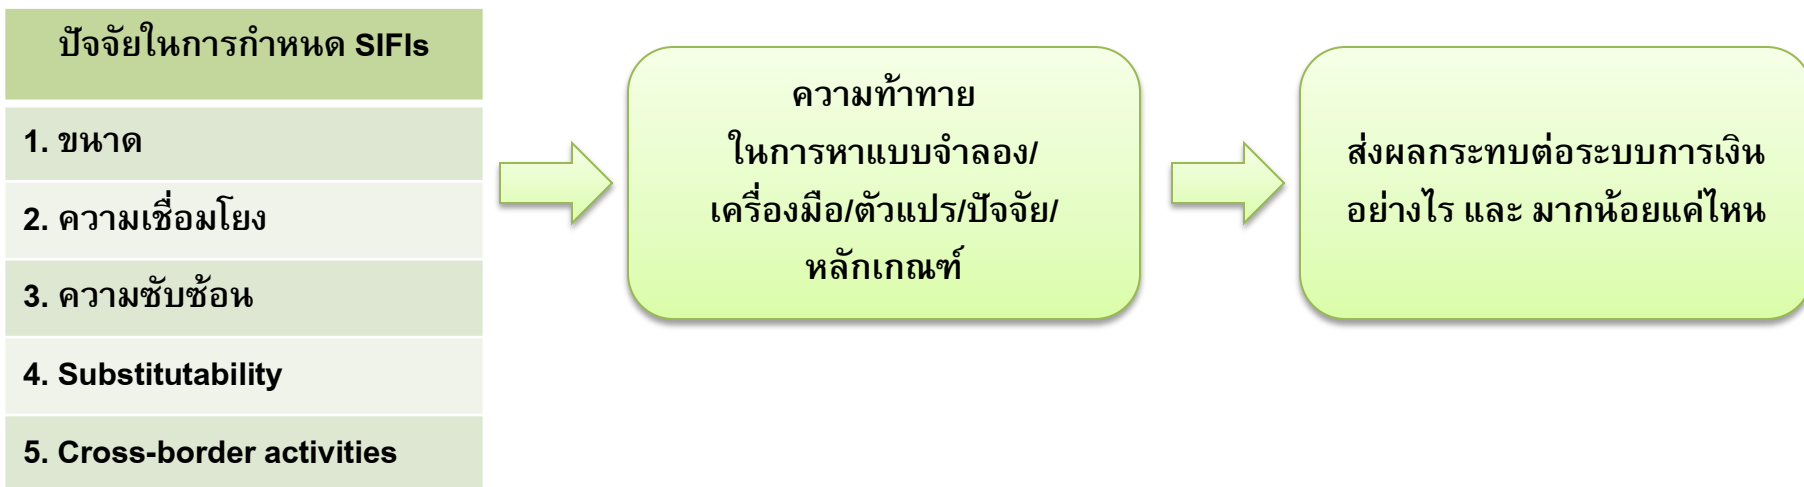 ปัจจัยในการกำหนด SIFIs
1. ขนาด
2. ความเชื่อมโยง
3. ความซับซ้อน
4. Substitutability
5. Cross-border activities
ความท้าทาย
ในการหาแบบจำลอง/
เครื่องมือ/ตัวแปร/ปัจจัย/
หลักเกณฑ์
ส่งผลกระทบต่อระบบการเงิน
อย่างไร และ มากน้อยแค่ไหน